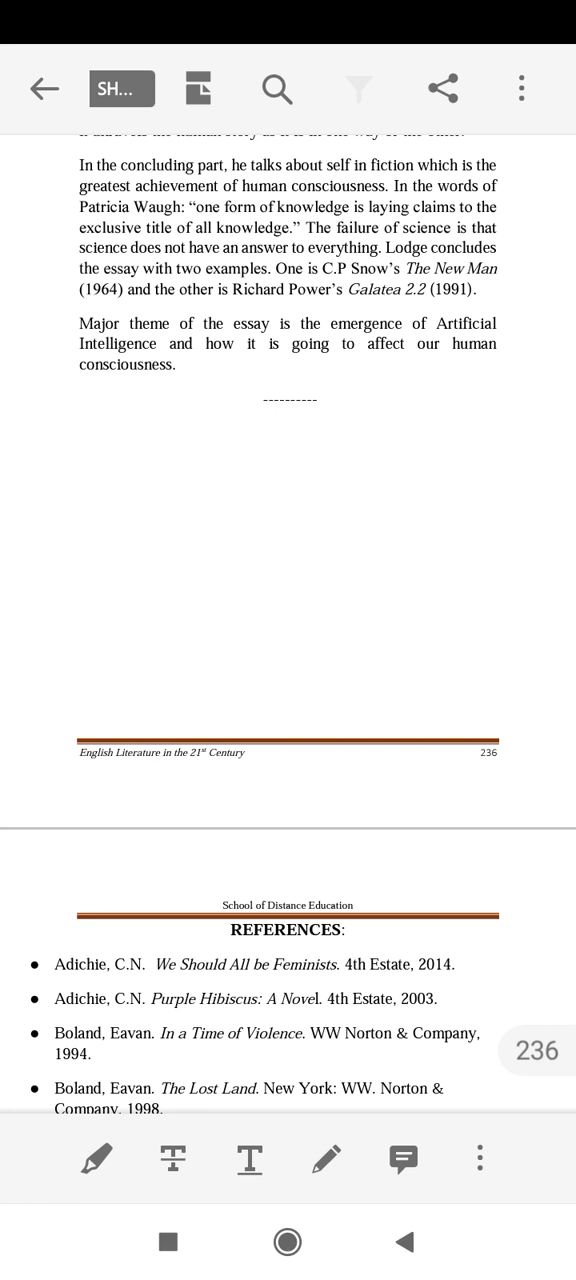 SH...
In the concluding part, he talks about self in fiction which is the
greatest achievement of human consciousness. In the words of
Patricia Waugh: “one form of knowledge is laying claims to the
exclusive title of all knowledge.” The failure of science is that
science does not have an answer to everything. Lodge concludes
the essay with two examples. One is C.P Snow’s The New Man
(1964) and the other is Richard Power’s Galatea 2.2 (1991).
Major theme of the essay is the emergence of Artificial
Intelligence and how it is going to affect our human
consciousness.
----------
English Literature in the 21st Century 236
School of Distance Education
REFERENCES:
● Adichie, C.N. We Should All be Feminists. 4th Estate, 2014.
● Adichie, C.N. Purple Hibiscus: A Novel. 4th Estate, 2003.
● Boland, Eavan. In a Time of Violence. WW Norton & Company,
1994.
236
● Boland, Eavan. The Lost Land. New York: WW. Norton &
Company, 1998.